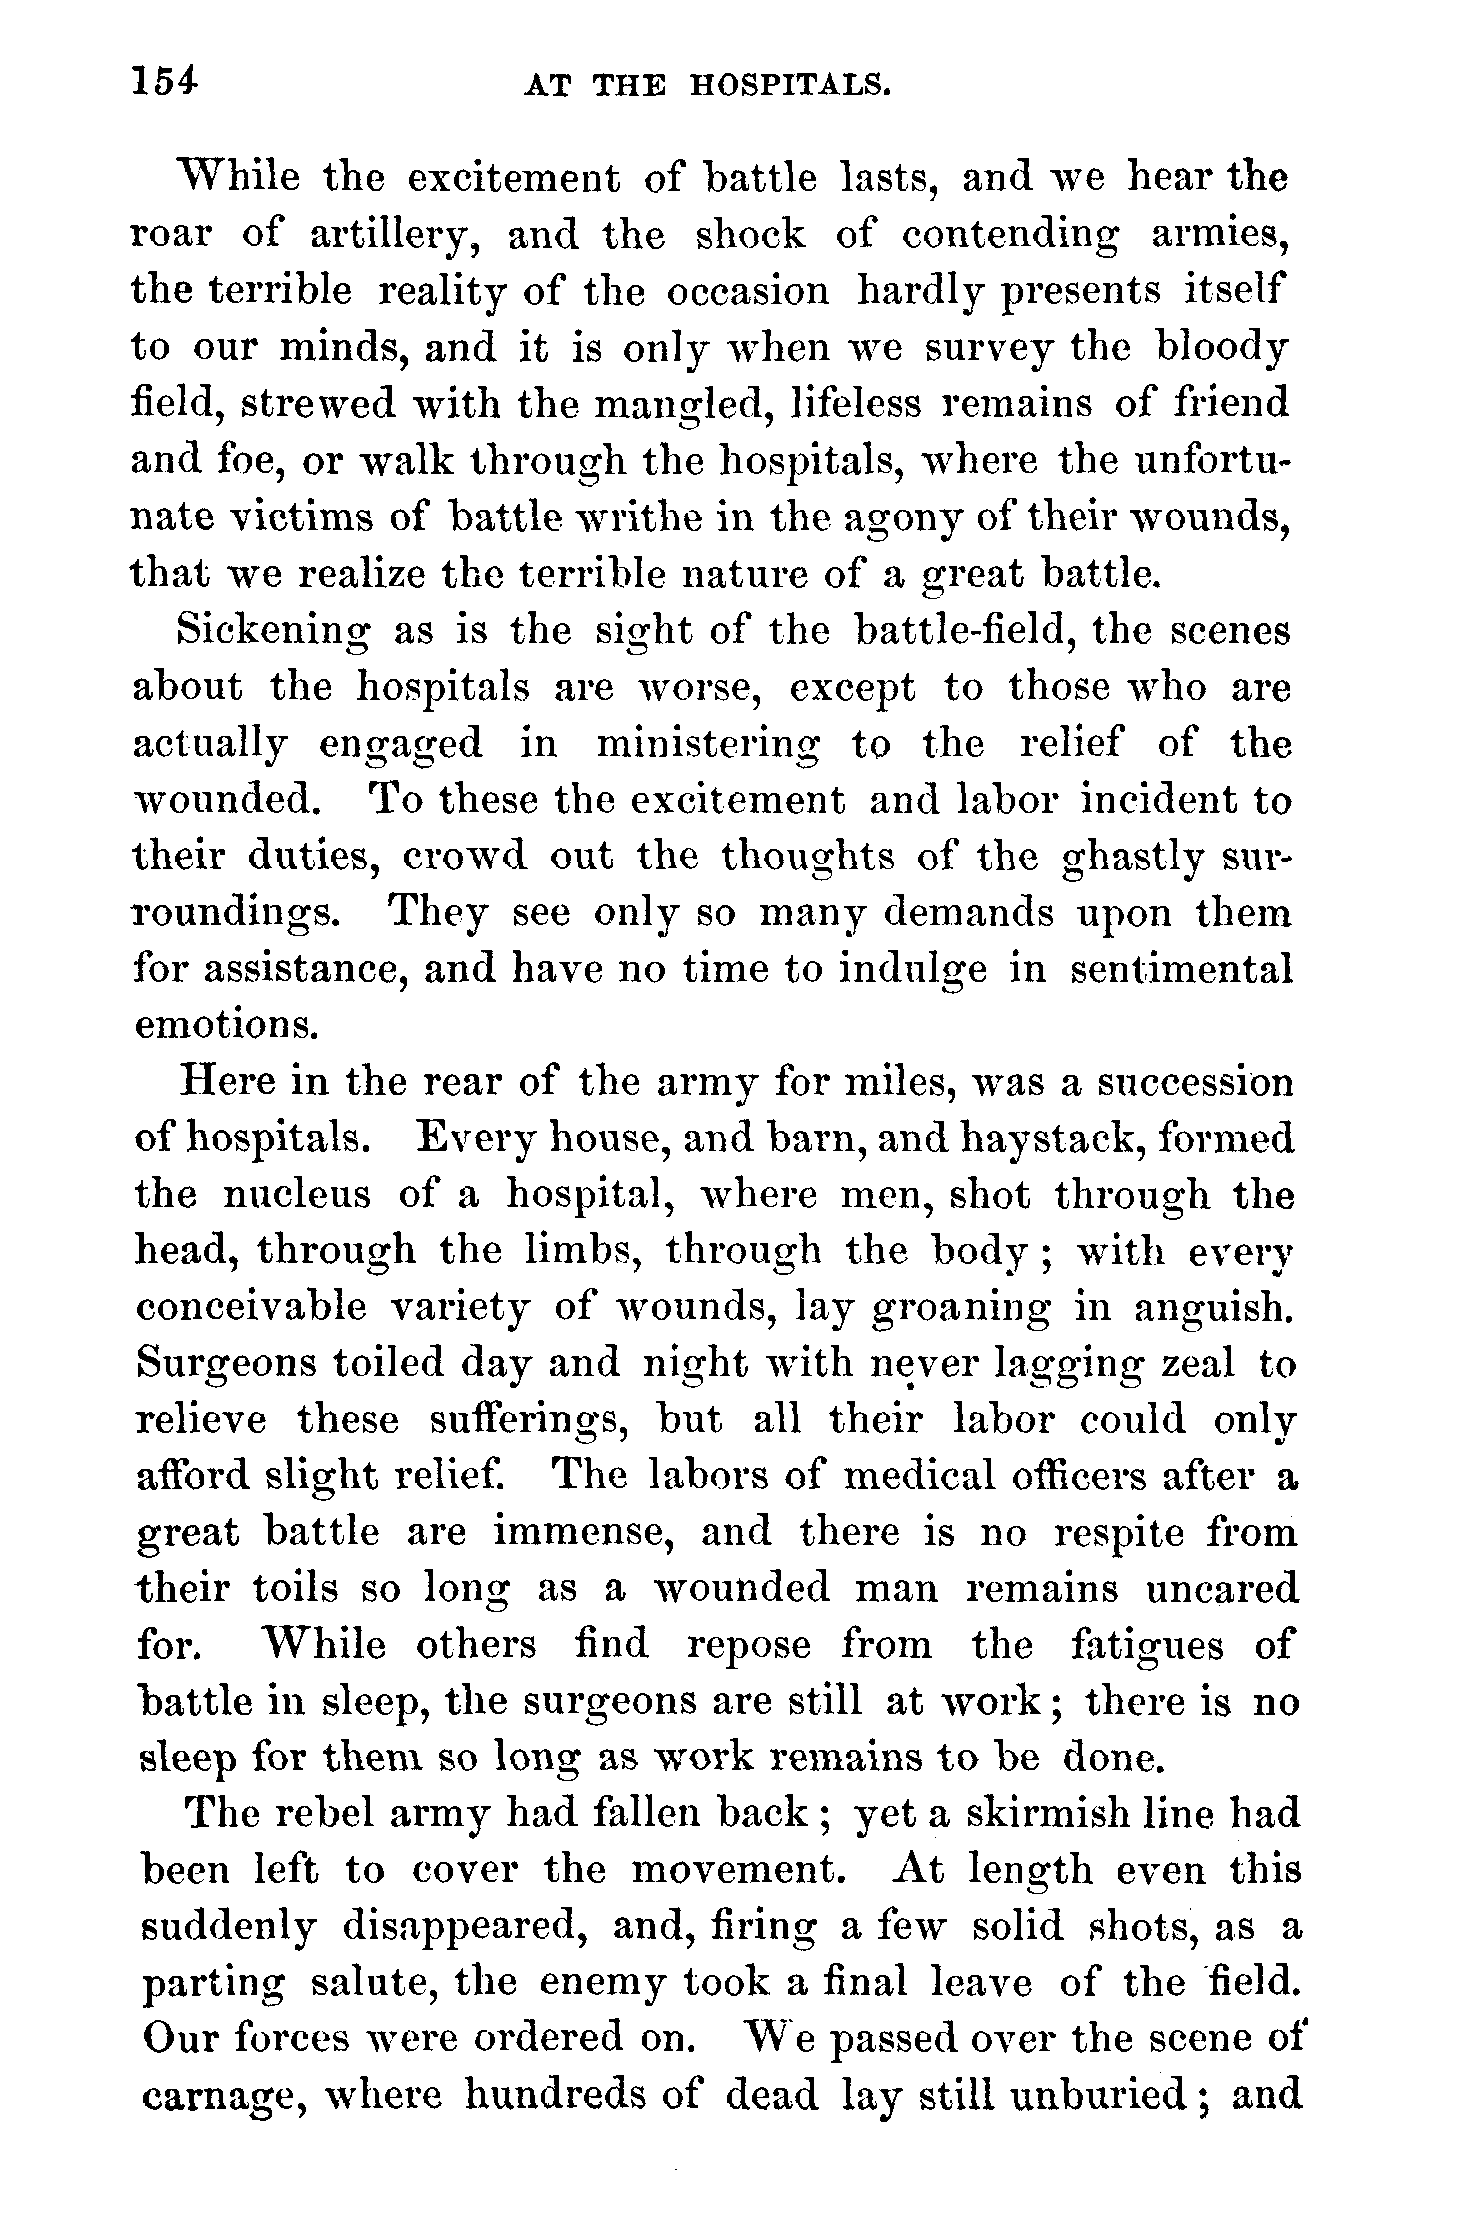 154 AT THE HOSPITALS.
While the excitement of battle lasts, and we hear the
roar of artillery, and the shock of contending armies,
the terrible reality of the occasion hardly presents itself
to our minds, and it is only when we survey the bloody
field, strewed with the mangled, lifeless remains of friend
and foe, or walk through the hospitals, where the unfortu-
nate victims of battle writhe in the agony of their wounds,
that we realize the terrible nature of a great battle.
Sickening as is the sight of the battle-field, the scenes
about the hospitals are worse, except to those who are
actually engaged in ministering to the relief of the
wounded. To these the excitement and labor incident to
their duties, crowd out the thoughts of the ghastly sur-
roundings. They see only so many demands upon them
for assistance, and have no time to indulge in sentimental
emotions.
Here in the rear of the army for miles, was a succession
of hospitals. Every house, and barn, and haystack, formed
the nucleus of a hospital, where men, shot through the
head, through the limbs, through the body; with every
conceivable variety of wounds, lay groaning in anguish.
Surgeons toiled day and night with never lagging zeal to
relieve these sufferings, but all their labor could only
afford slight relief. The labors of medical officers after a
great battle are immense, and there is no respite from
their toils so long as a wounded man remains uncared
for. While others find repose from the fatigues of
battle in sleep, the surgeons are still at work; there is no
sleep for them so long as work remains to be done.
The rebel army had fallen back; yet a skirmish line had
been left to cover the movement. At length even this
suddenly disappeared, and, firing a few solid shots, as a
parting salute, the enemy took a final leave of the field.
Our forces were ordered on. We passed over the scene of
carnage, where hundreds of dead lay still unburied; and